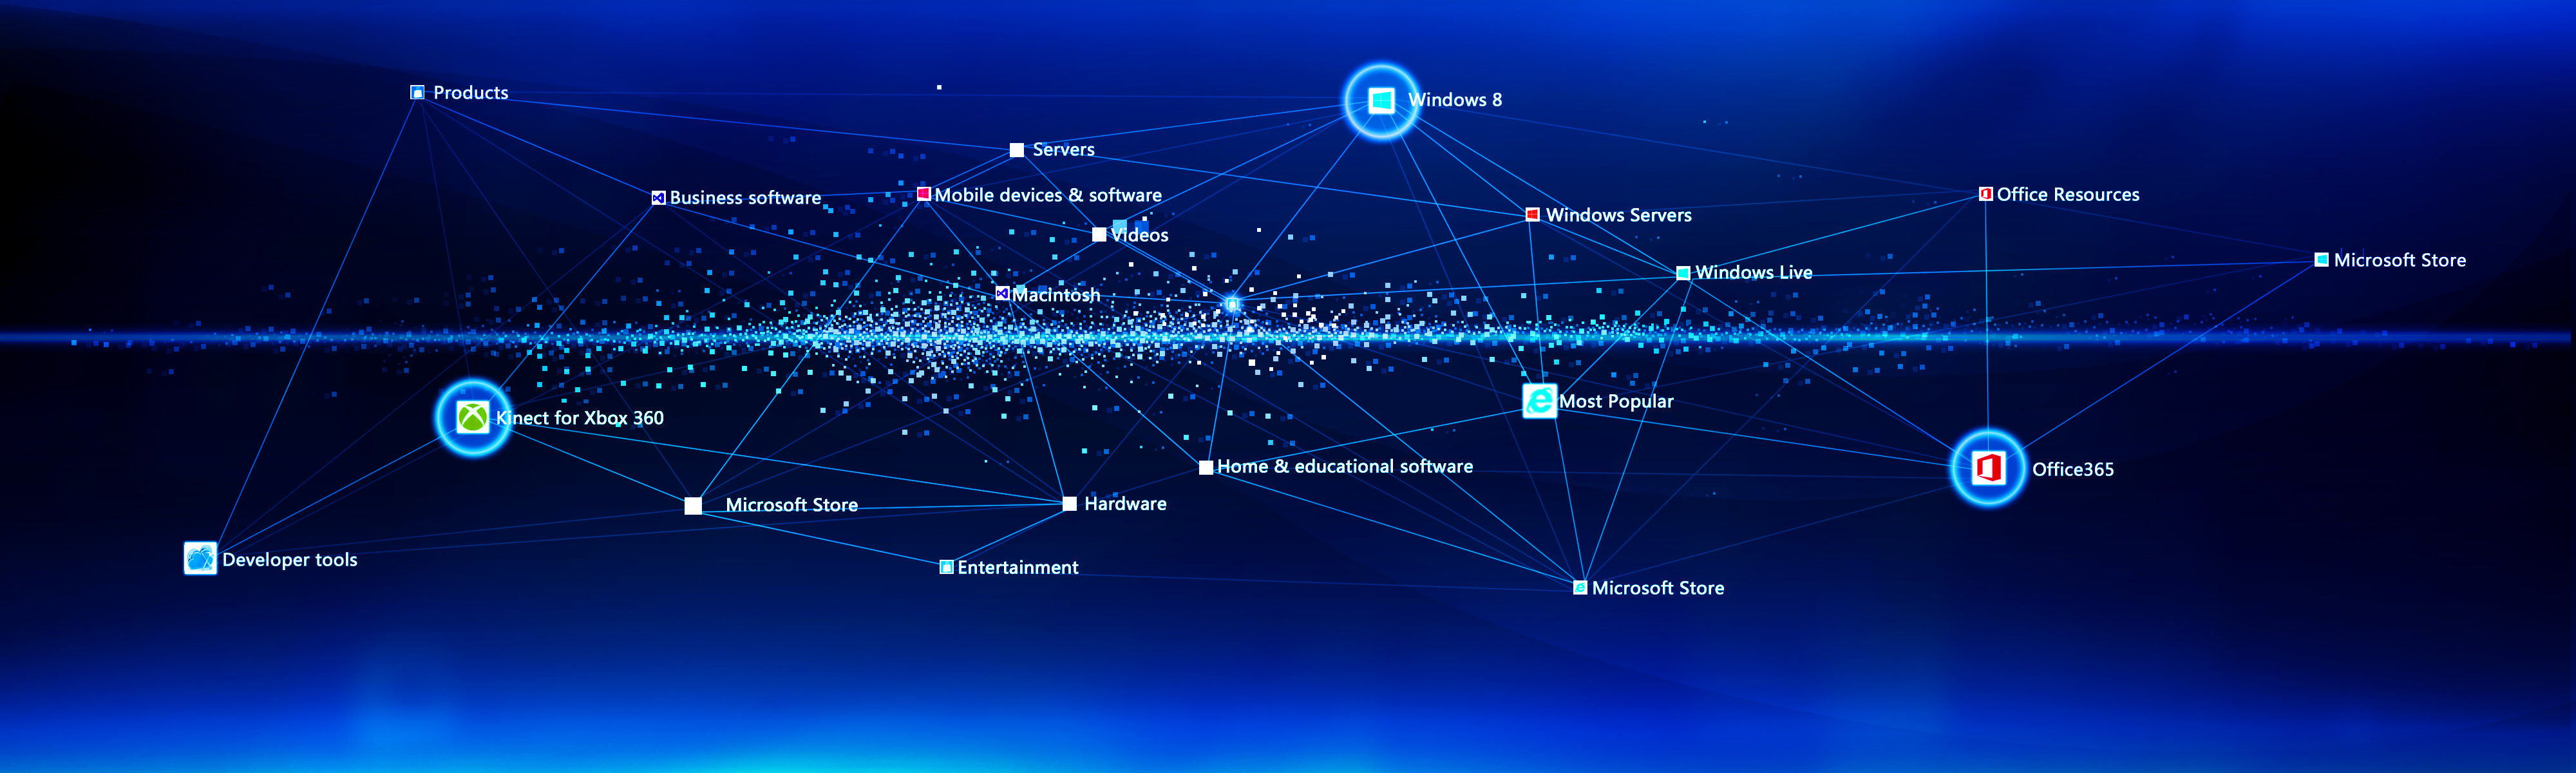 Products
Windows 8
Servers
Business software
Mobile devices & software
Office Resources
Windows Servers
Videos
Microsoft Store
Windows Live
Macintosh
Most Popular
Kinect for Xbox 360
Home & educational software
Office365
Microsoft Store
Hardware
Developer tools
Entertainment
Microsoft Store